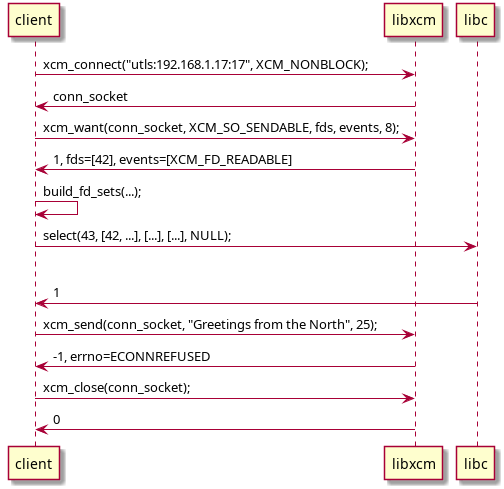 client libxcm libc
xcm_connect("utls:192.168.1.17:17", XCM_NONBLOCK);
conn_socket
xcm_want(conn_socket, XCM_SO_SENDABLE, fds, events, 8);
1, fds=[42], events=[XCM_FD_READABLE]
build_fd_sets(...);
select(43, [42, ...], [...], [...], NULL);
1
xcm_send(conn_socket, "Greetings from the North", 25);
-1, errno=ECONNREFUSED
xcm_close(conn_socket);
0
client libxcm libc